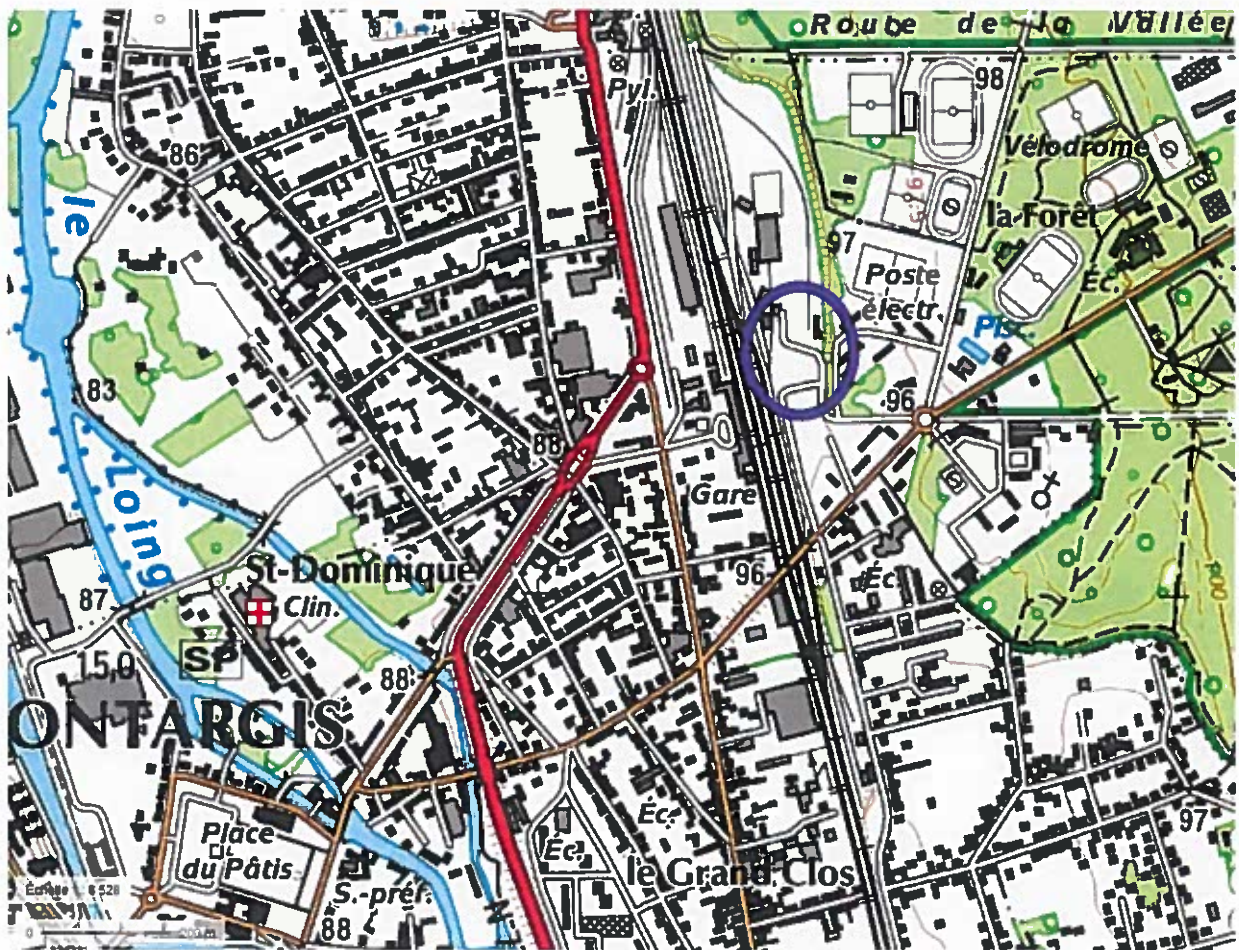 Route de la Vallée
Pyl.
98
86
Vélodrome
le
la Forêt
97
Poste
électr.
Éc.
Pisc.
83
96
88
Loing
Gare
St-Dominique
Clin.
96
Éc.
87
SP
15,0
88
ONTARGIS
Place
du Pâtis
Éc.
Éc.
97
le Grand Clos
S.-préf.
88